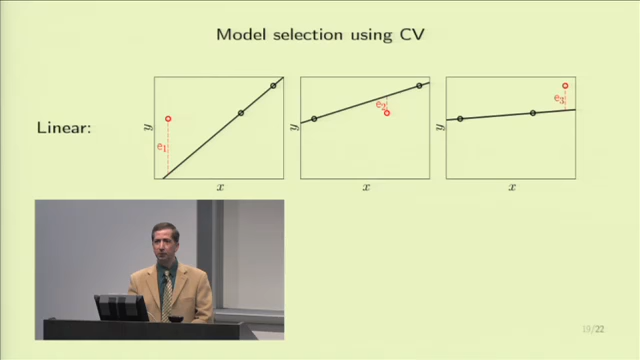 Model selection using CV
Linear:
y
e1
x
y
e2
x
y
e3
x
19/22